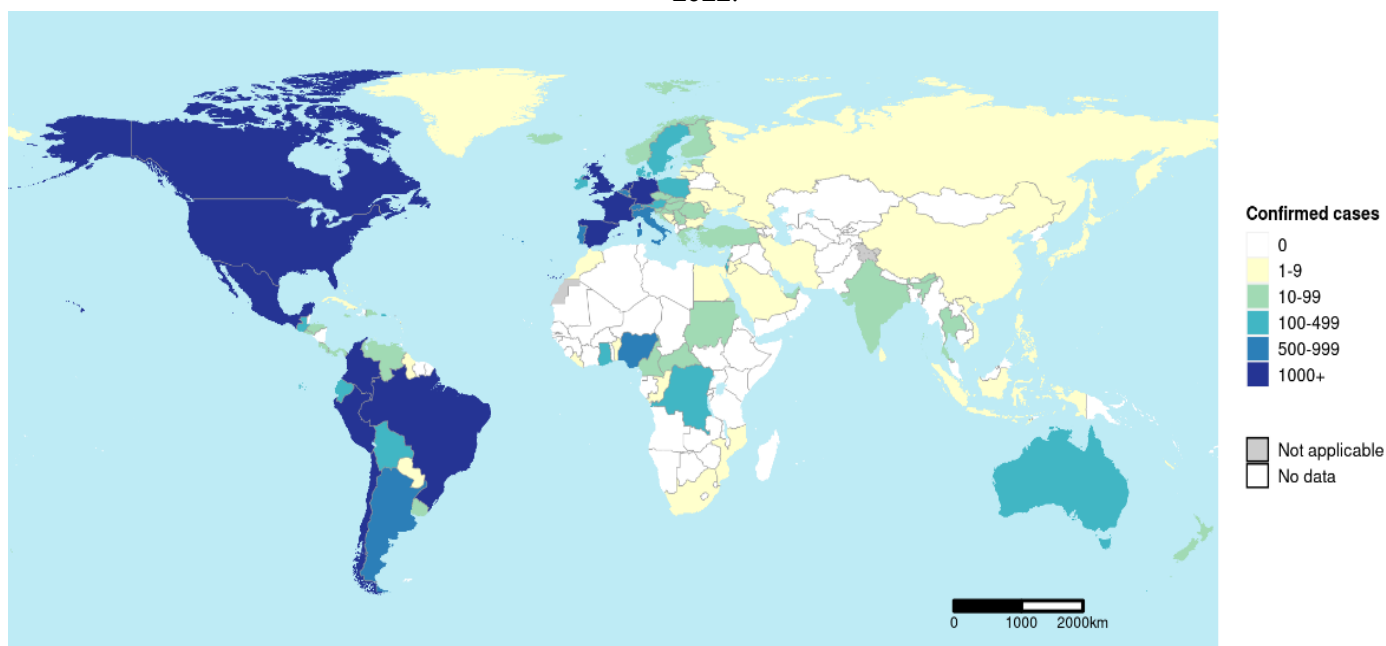 2022.
Confirmed cases
0
1-9
10-99
100-499
500-999
1000+
Not applicable
No data
0 1000 2000km